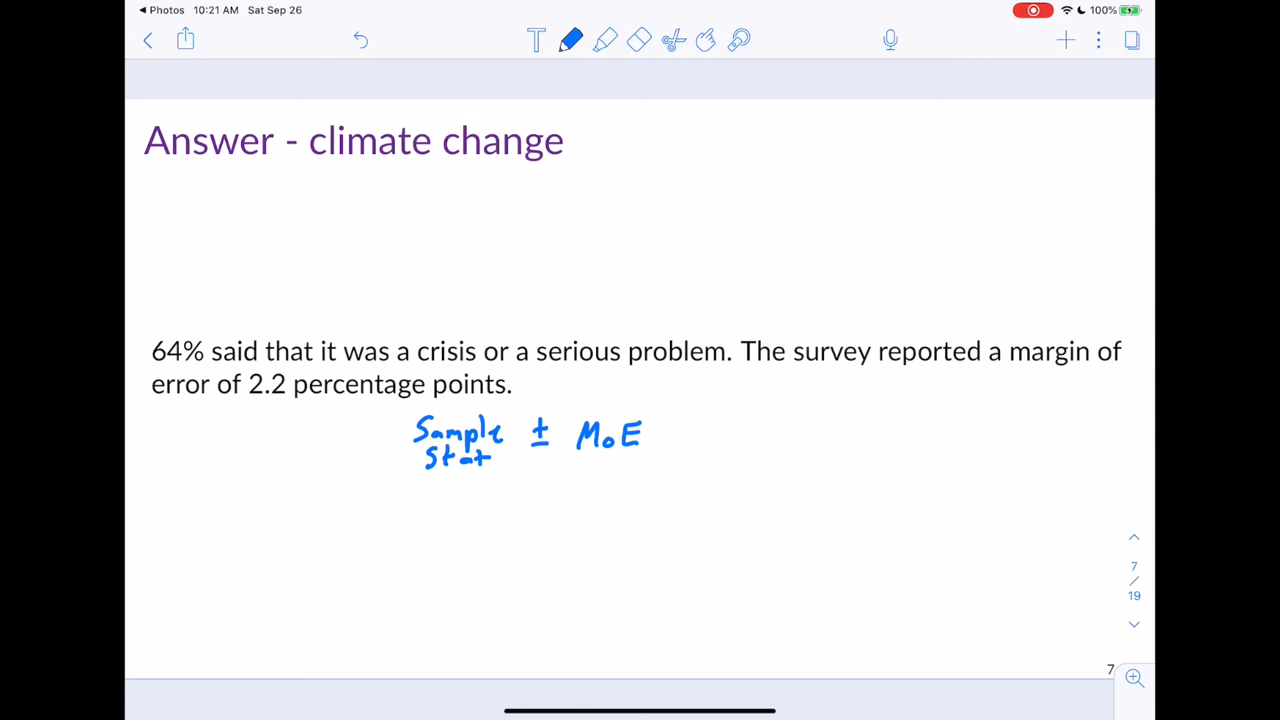 Photos 10:21 AM Sat Sep 26 100%
T
Answer - climate change
64% said that it was a crisis or a serious problem. The survey reported a margin of
error of 2.2 percentage points.
Sample ± MoE
Stat
7
/
19
7